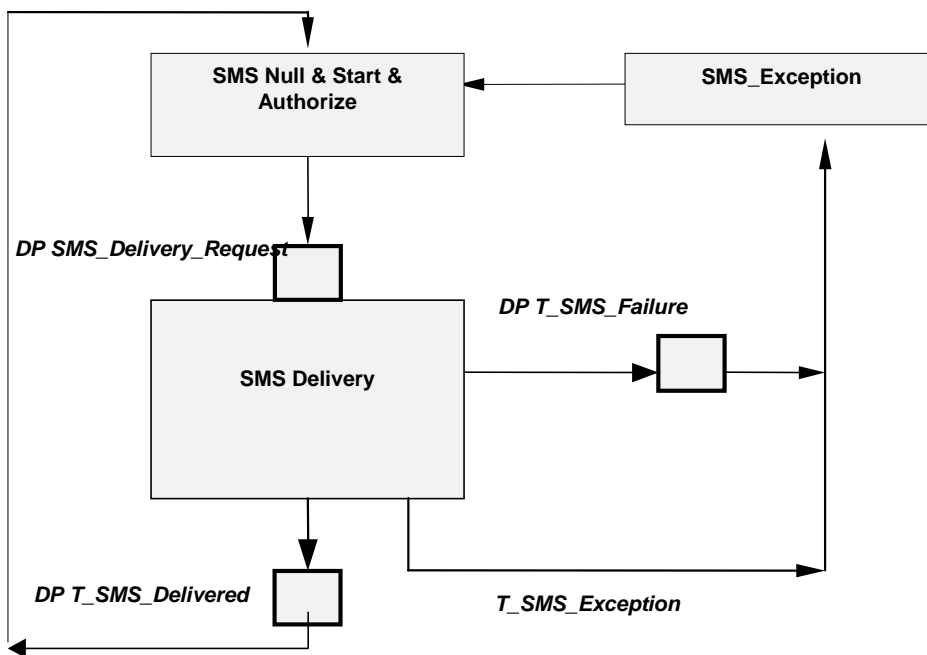 SMS Null & Start &
Authorize
SMS_Exception
DP SMS_Delivery_Request
DP T_SMS_Failure
SMS Delivery
DP T_SMS_Delivered
T_SMS_Exception